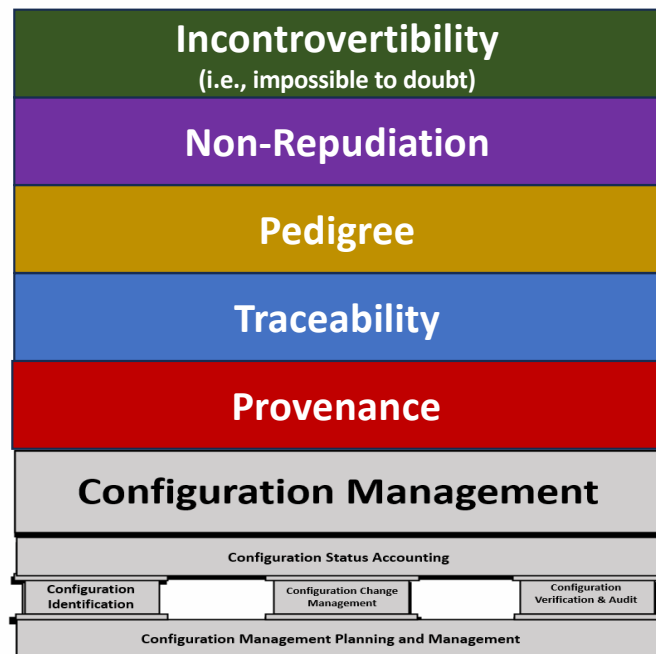 Incontrovertibility
(i.e., impossible to doubt)
Non-Repudiation
Pedigree
Traceability
Provenance
Configuration Management
Configuration Status Accounting
Configuration
Identification
Configuration Change
Management
Configuration
Verification & Audit
Configuration Management Planning and Management